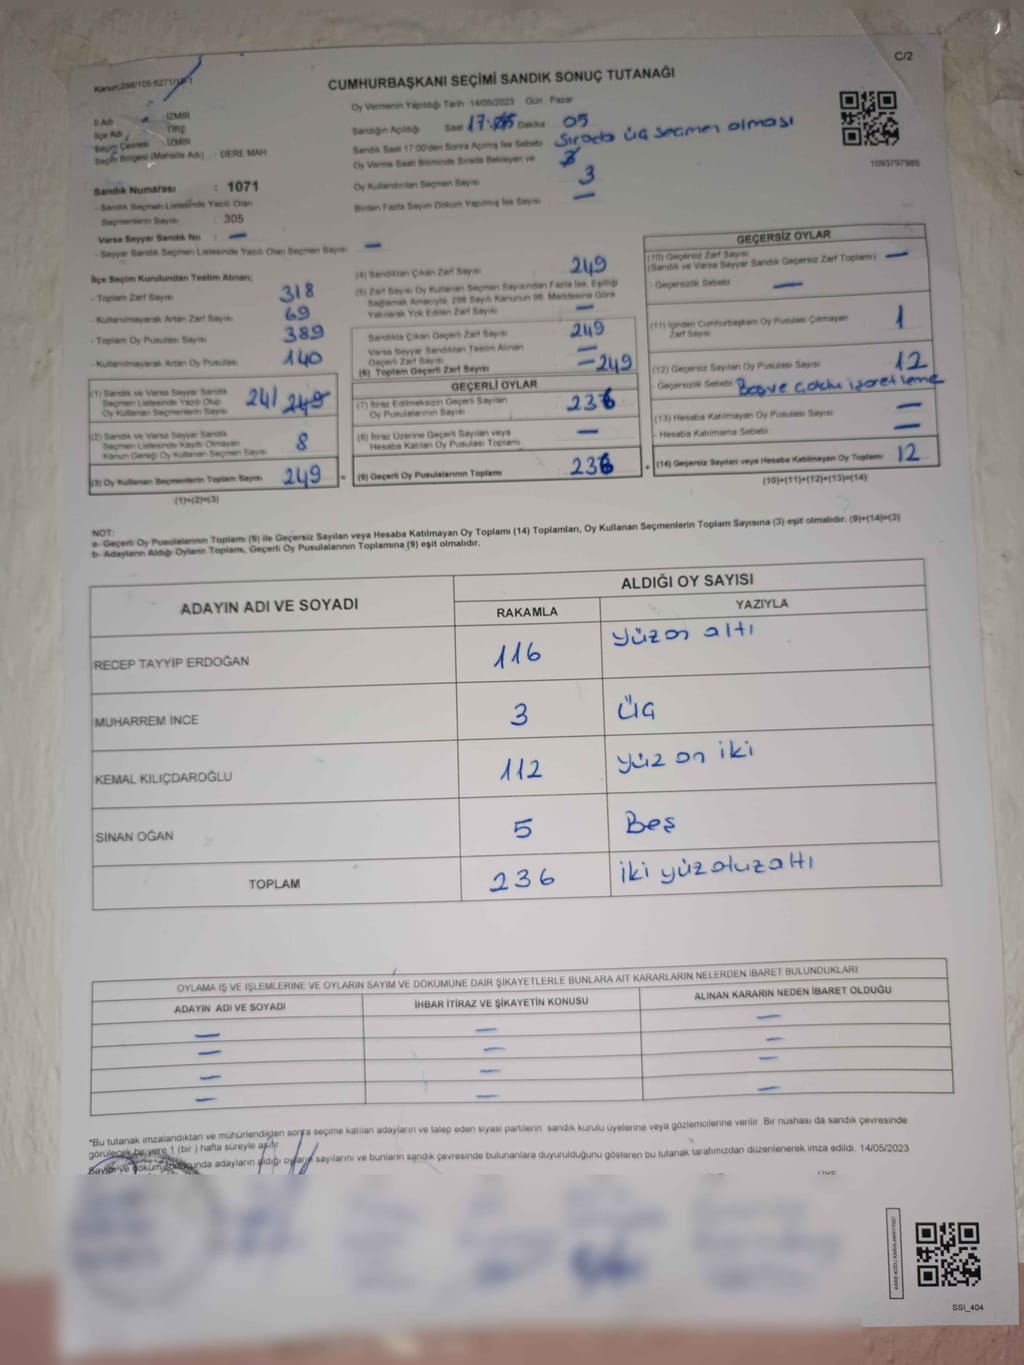 C/2
Kanun:298/105-6271/18-1
CUMHURBAŞKANI SEÇİMİ SANDIK SONUÇ TUTANAĞI
Oy Vermenin Yapıldığı Tarih : 14/05/2023 Gün : Pazar
İl Adı : İZMİR
İlçe Adı : TİRE
Seçim Çevresi : İZMİR
Seçim Bölgesi (Mahalle Adı) : DERE MAH
Sandığın Açıldığı Saat 17: Dakika 05
Sandık Saat 17:00'den Sonra Açılmış İse Sebebi Sırada üç seçmen olması
Oy Verme Saati Bitiminde Sırada Bekleyen ve
Oy Kullandırılan Seçmen Sayısı 3
Birden Fazla Sayım Döküm Yapılmış İse Sayısı —
1093797985
Sandık Numarası : 1071
- Sandık Seçmen Listesinde Yazılı Olan
Seçmenlerin Sayısı : 305
Varsa Seyyar Sandık No : —
- Seyyar Sandık Seçmen Listesinde Yazılı Olan Seçmen Sayısı: —
İlçe Seçim Kurulundan Teslim Alınan;
- Toplam Zarf Sayısı 318
- Kullanılmayarak Artan Zarf Sayısı : 69
- Toplam Oy Pusulası Sayısı : 389
- Kullanılmayarak Artan Oy Pusulası : 140
(1) Sandık ve Varsa Seyyar Sandık
Seçmen Listesinde Yazılı Olup
Oy Kullanan Seçmenlerin Sayısı 241 249
(2) Sandık ve Varsa Seyyar Sandık
Seçmen Listesinde Kayıtlı Olmayan
Kanun Gereği Oy Kullanan Seçmen Sayısı 8
(3) Oy Kullanan Seçmenlerin Toplam Sayısı 249
(1)+(2)=(3)
(4) Sandıktan Çıkan Zarf Sayısı 249
(5) Zarf Sayısı Oy Kullanan Seçmen Sayısından Fazla İse, Eşitliği
Sağlamak Amacıyla, 298 Sayılı Kanunun 98. Maddesine Göre
Yakılarak Yok Edilen Zarf Sayısı —
Sandıkta Çıkan Geçerli Zarf Sayısı 249
Varsa Seyyar Sandıktan Teslim Alınan
Geçerli Zarf Sayısı —
(6) Toplam Geçerli Zarf Sayısı 249
GEÇERLİ OYLAR
(7) İtiraz Edilmeksizin Geçerli Sayılan
Oy Pusulalarının Sayısı 236
(8) İtiraz Üzerine Geçerli Sayılan veya
Hesaba Katılan Oy Pusulası Toplamı —
(9) Geçerli Oy Pusulalarının Toplamı 236
GEÇERSİZ OYLAR
(10) Geçersiz Zarf Sayısı
(Sandık ve Varsa Seyyar Sandık Geçersiz Zarf Toplamı) —
- Geçersizlik Sebebi : —
(11) İçinden Cumhurbaşkanı Oy Pusulası Çıkmayan
Zarf Sayısı 1
(12) Geçersiz Sayılan Oy Pusulası Sayısı 12
- Geçersizlik Sebebi Boş ve çoklu işaretleme
(13) Hesaba Katılmayan Oy Pusulası Sayısı —
- Hesaba Katılmama Sebebi —
(14) Geçersiz Sayılan veya Hesaba Katılmayan Oy Toplamı 12
(10)+(11)+(12)+(13)=(14)
NOT:
a- Geçerli Oy Pusulalarının Toplamı (9) ile Geçersiz Sayılan veya Hesaba Katılmayan Oy Toplamı (14) Toplamları, Oy Kullanan Seçmenlerin Toplam Sayısına (3) eşit olmalıdır. (9)+(14)=(3)
b- Adayların Aldığı Oyların Toplamı, Geçerli Oy Pusulalarının Toplamına (9) eşit olmalıdır.
ADAYIN ADI VE SOYADI ALDIĞI OY SAYISI
RAKAMLA YAZIYLA
RECEP TAYYİP ERDOĞAN 116 yüz on altı
MUHARREM İNCE 3 üç
KEMAL KILIÇDAROĞLU 112 yüz on iki
SİNAN OĞAN 5 Beş
TOPLAM 236 iki yüz otuz altı
OYLAMA İŞ VE İŞLEMLERİNE VE OYLARIN SAYIM VE DÖKÜMÜNE DAİR ŞİKAYETLERLE BUNLARA AİT KARARLARIN NELERDEN İBARET BULUNDUKLARI
ADAYIN ADI VE SOYADI İHBAR İTİRAZ VE ŞİKAYETİN KONUSU ALINAN KARARIN NEDEN İBARET OLDUĞU
— — —
— — —
— — —
— — —
*Bu tutanak imzalandıktan ve mühürlendikten sonra seçime katılan adayların ve talep eden siyasi partilerin sandık kurulu üyelerine veya gözlemcilerine verilir. Bir nushası da sandık çevresinde
görülecek bir yere 1 (bir ) hafta süreyle asılır.
Sayım ve dökümü sonunda adayların aldığı oyların sayılarını ve bunların sandık çevresinde bulunanlara duyurulduğunu gösteren bu tutanak tarafımızdan düzenlenerek imza edildi. 14/05/2023
KARE KODU KARALAMAYINIZ!
SSI_404